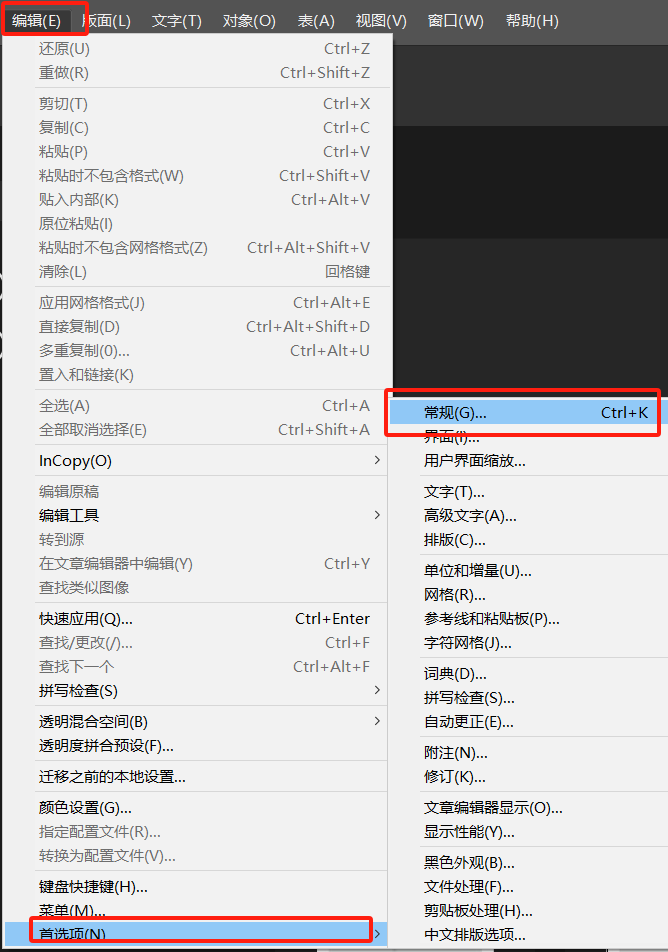 编辑(E) 版面(L) 文字(T) 对象(O) 表(A) 视图(V) 窗口(W) 帮助(H)
还原(U) Ctrl+Z
重做(R) Ctrl+Shift+Z
剪切(T) Ctrl+X
复制(C) Ctrl+C
粘贴(P) Ctrl+V
粘贴时不包含格式(W) Ctrl+Shift+V
贴入内部(K) Ctrl+Alt+V
原位粘贴(I)
粘贴时不包含网格格式(Z) Ctrl+Alt+Shift+V
清除(L) 回格键
应用网格格式(J) Ctrl+Alt+E
直接复制(D) Ctrl+Alt+Shift+D
多重复制(0)... Ctrl+Alt+U
置入和链接(K)
全选(A) Ctrl+A
全部取消选择(E) Ctrl+Shift+A
InCopy(O)
编辑原稿
编辑工具
转到源
在文章编辑器中编辑(Y) Ctrl+Y
查找类似图像
快速应用(Q)... Ctrl+Enter
查找/更改(/)... Ctrl+F
查找下一个 Ctrl+Alt+F
拼写检查(S)
透明混合空间(B)
透明度拼合预设(F)...
迁移之前的本地设置...
颜色设置(G)...
指定配置文件(R)...
转换为配置文件(V)...
键盘快捷键(H)...
菜单(M)...
首选项(N)
常规(G)... Ctrl+K
界面(I)...
用户界面缩放...
文字(T)...
高级文字(A)...
排版(C)...
单位和增量(U)...
网格(R)...
参考线和粘贴板(P)...
字符网格(J)...
词典(D)...
拼写检查(S)...
自动更正(E)...
附注(N)...
修订(K)...
文章编辑器显示(O)...
显示性能(Y)...
黑色外观(B)...
文件处理(F)...
剪贴板处理(H)...
中文排版选项...